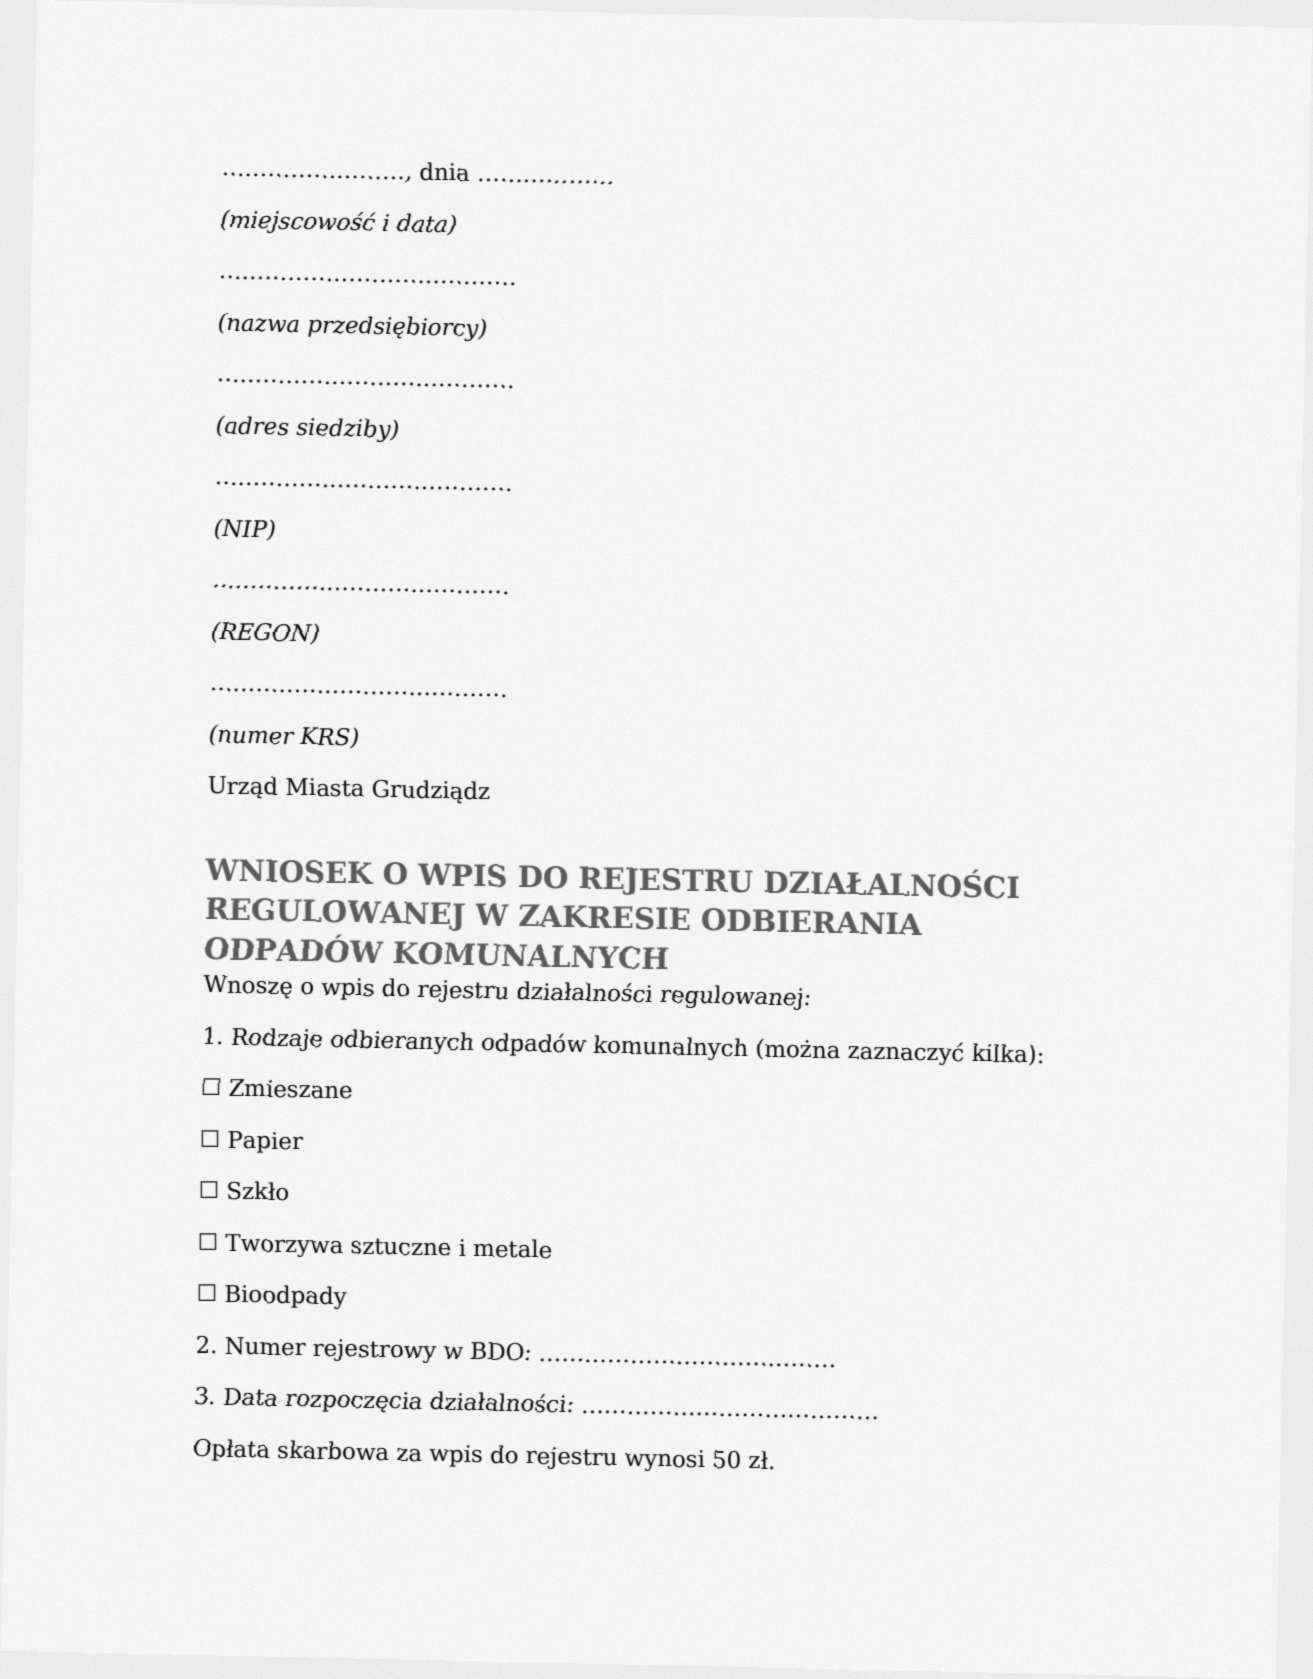 ........................, dnia ..................
(miejscowość i data)
.......................................
(nazwa przedsiębiorcy)
.......................................
(adres siedziby)
.......................................
(NIP)
.......................................
(REGON)
.......................................
(numer KRS)
Urząd Miasta Grudziądz
WNIOSEK O WPIS DO REJESTRU DZIAŁALNOŚCI
REGULOWANEJ W ZAKRESIE ODBIERANIA
ODPADÓW KOMUNALNYCH
Wnoszę o wpis do rejestru działalności regulowanej:
1. Rodzaje odbieranych odpadów komunalnych (można zaznaczyć kilka):
☐ Zmieszane
☐ Papier
☐ Szkło
☐ Tworzywa sztuczne i metale
☐ Bioodpady
2. Numer rejestrowy w BDO: .......................................
3. Data rozpoczęcia działalności: .......................................
Opłata skarbowa za wpis do rejestru wynosi 50 zł.